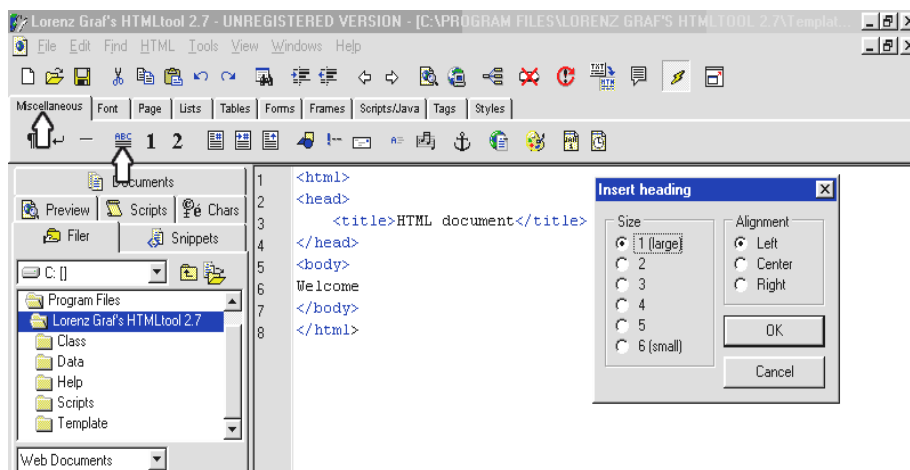 Lorenz Graf's HTMLtool 2.7 - UNREGISTERED VERSION - [C:\PROGRAM FILES\LORENZ GRAF'S HTMLTOOL 2.7\Templat...
File Edit Find HTML Tools View Windows Help
Miscellaneous Font Page Lists Tables Forms Frames Scripts/Java Tags Styles
ABC 1 2
Documents
Preview Scripts Pé Chars
Filer Snippets
C: []
Program Files
Lorenz Graf's HTMLtool 2.7
Class
Data
Help
Scripts
Template
Web Documents
1 <html>
2 <head>
3 <title>HTML document</title>
4 </head>
5 <body>
6 Welcome
7 </body>
8 </html>
Insert heading
Size
1 (large)
2
3
4
5
6 (small)
Alignment
Left
Center
Right
OK
Cancel